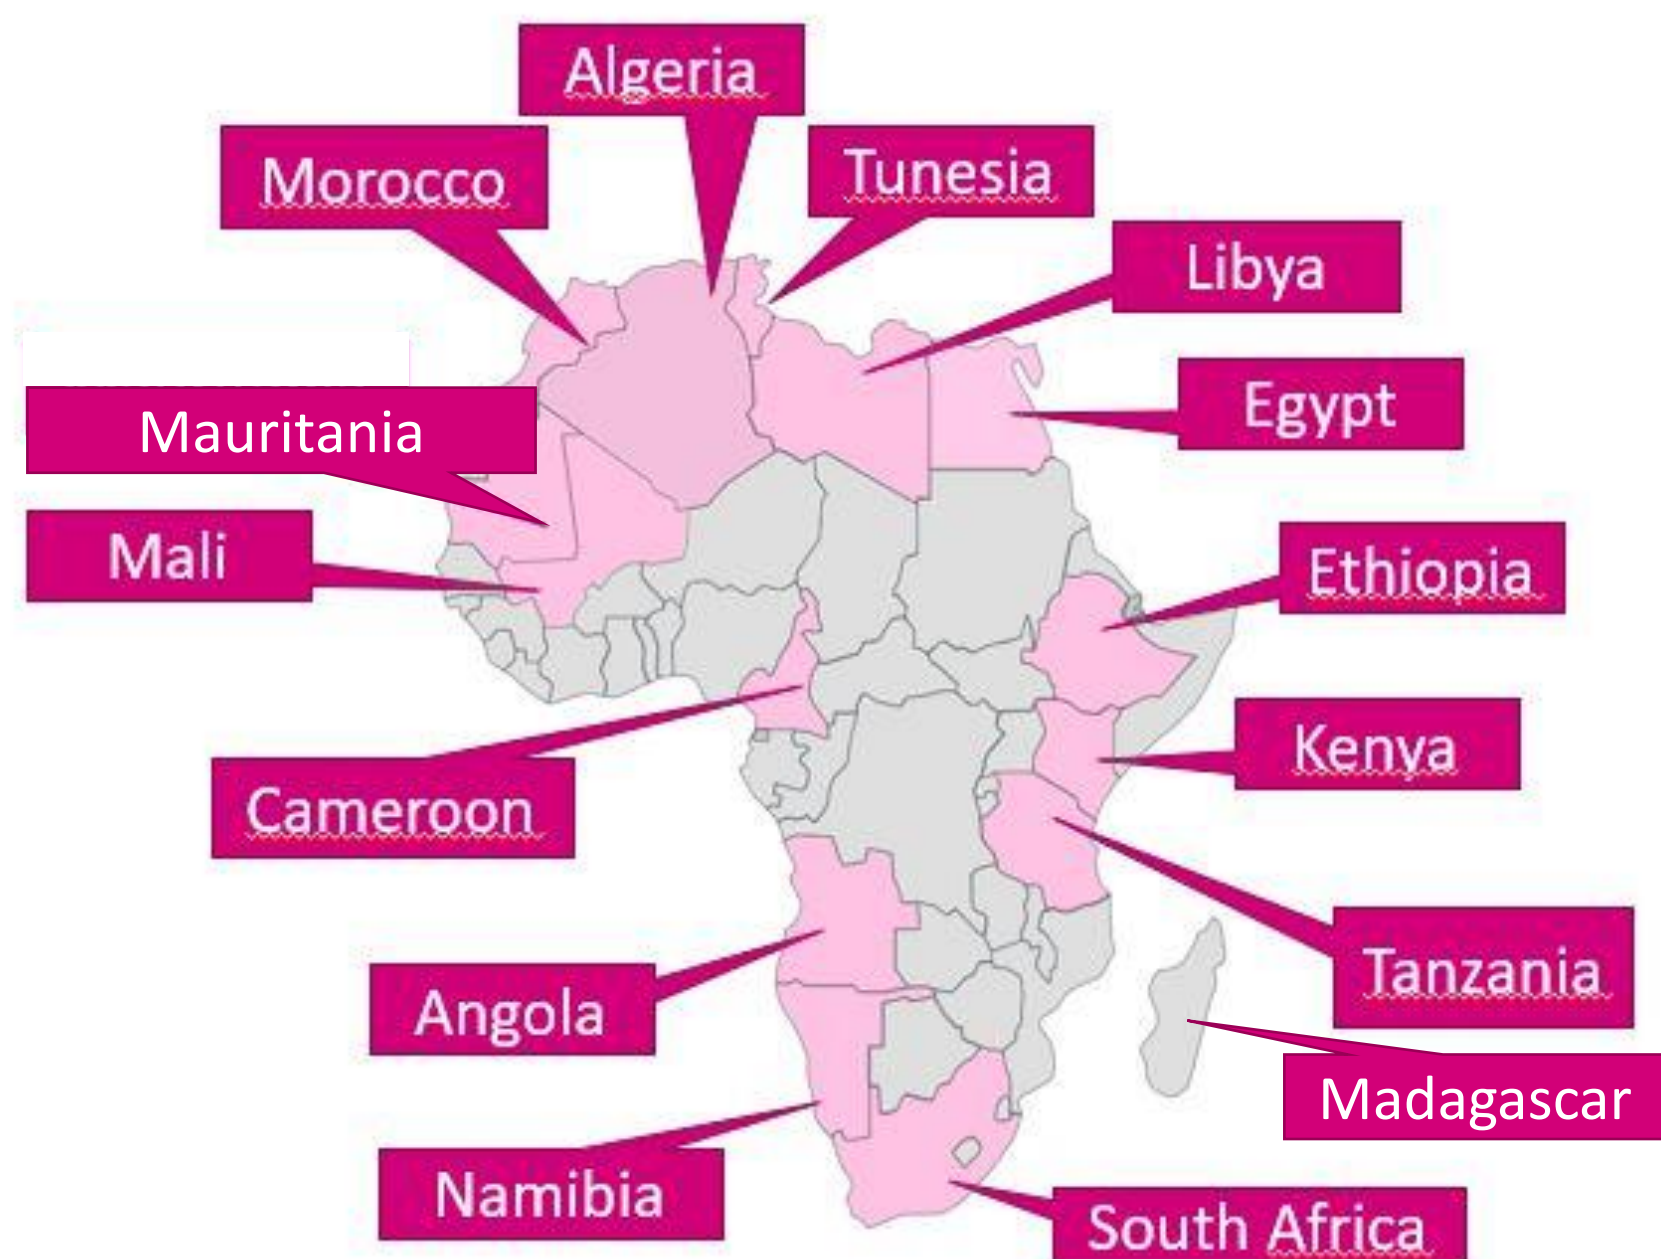 Algeria
Morocco
Tunesia
Libya
Egypt
Mauritania
Mali
Ethiopia
Kenya
Cameroon
Tanzania
Angola
Madagascar
Namibia
South Africa